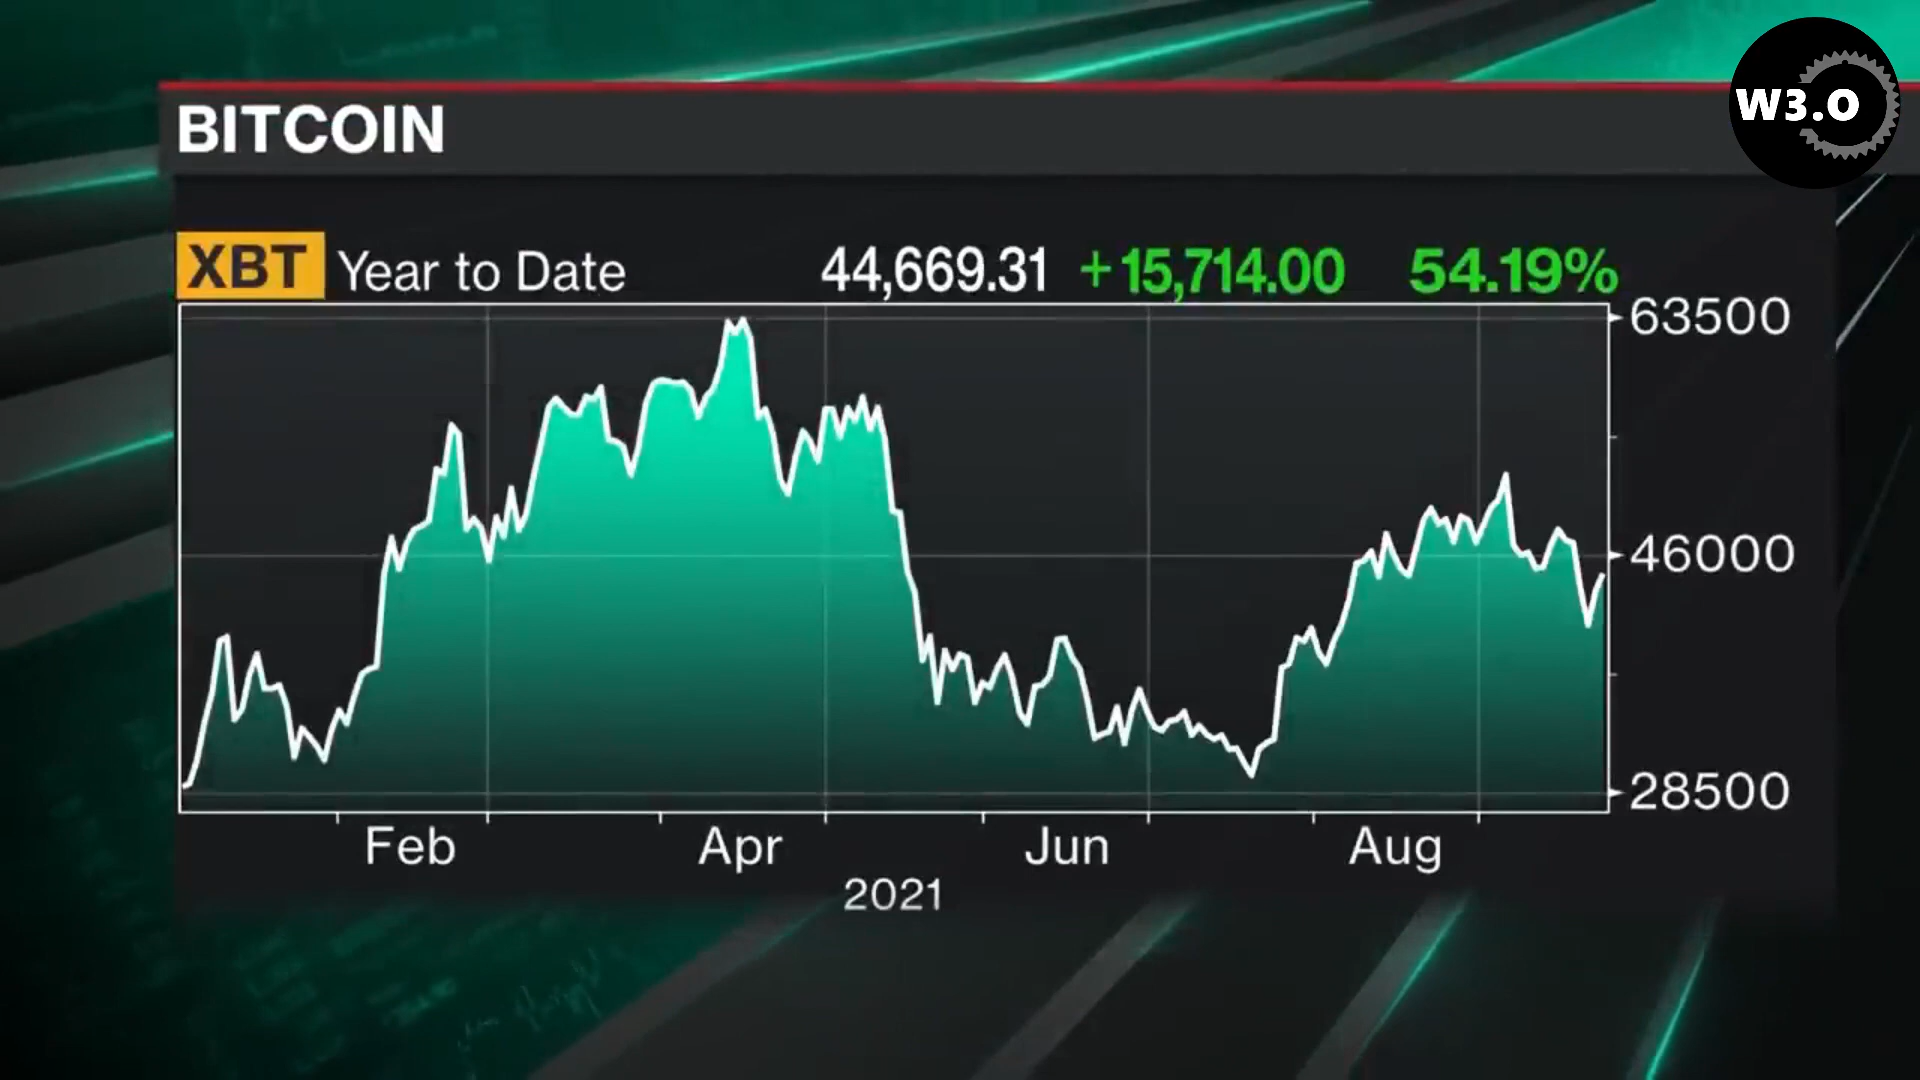 BITCOIN
W3.O
XBT Year to Date 44,669.31 +15,714.00 54.19%
63500
46000
28500
Feb Apr Jun Aug
2021